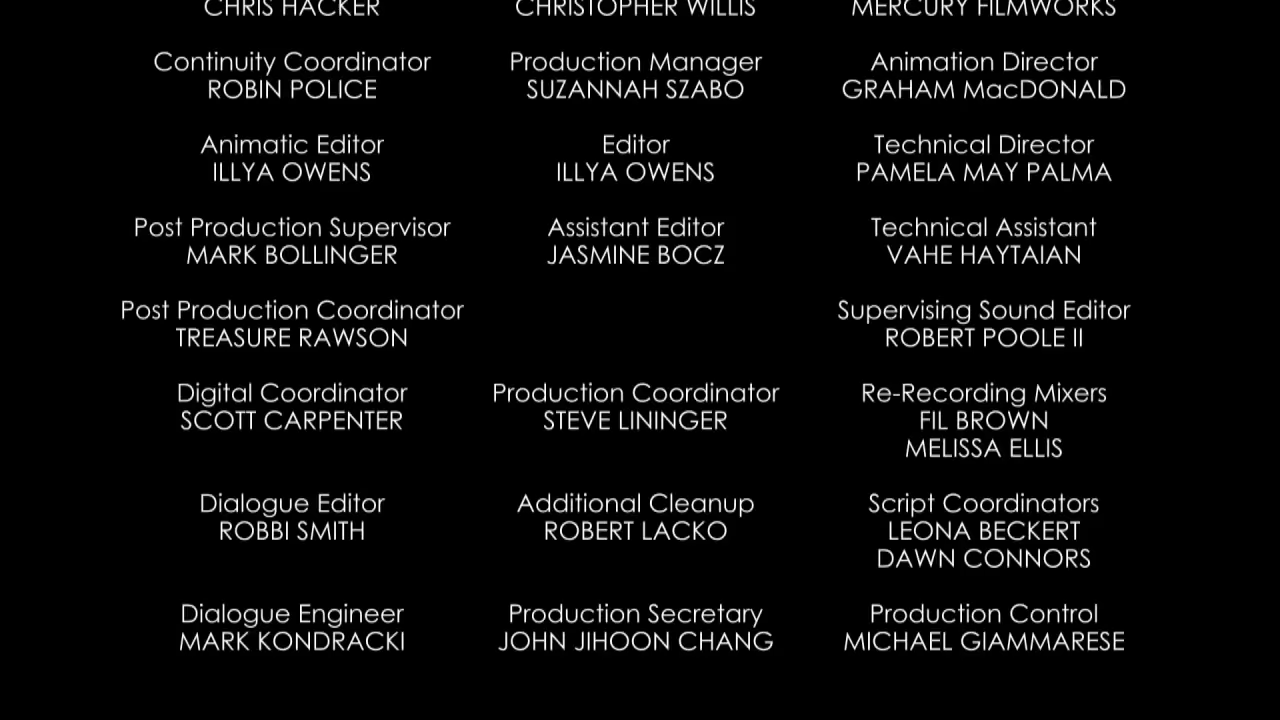 CHRIS HACKER
CHRISTOPHER WILLIS
MERCURY FILMWORKS
Continuity Coordinator
ROBIN POLICE
Production Manager
SUZANNAH SZABO
Animation Director
GRAHAM MacDONALD
Animatic Editor
ILLYA OWENS
Editor
ILLYA OWENS
Technical Director
PAMELA MAY PALMA
Post Production Supervisor
MARK BOLLINGER
Assistant Editor
JASMINE BOCZ
Technical Assistant
VAHE HAYTAIAN
Post Production Coordinator
TREASURE RAWSON
Supervising Sound Editor
ROBERT POOLE II
Digital Coordinator
SCOTT CARPENTER
Production Coordinator
STEVE LININGER
Re-Recording Mixers
FIL BROWN
MELISSA ELLIS
Dialogue Editor
ROBBI SMITH
Additional Cleanup
ROBERT LACKO
Script Coordinators
LEONA BECKERT
DAWN CONNORS
Dialogue Engineer
MARK KONDRACKI
Production Secretary
JOHN JIHOON CHANG
Production Control
MICHAEL GIAMMARESE